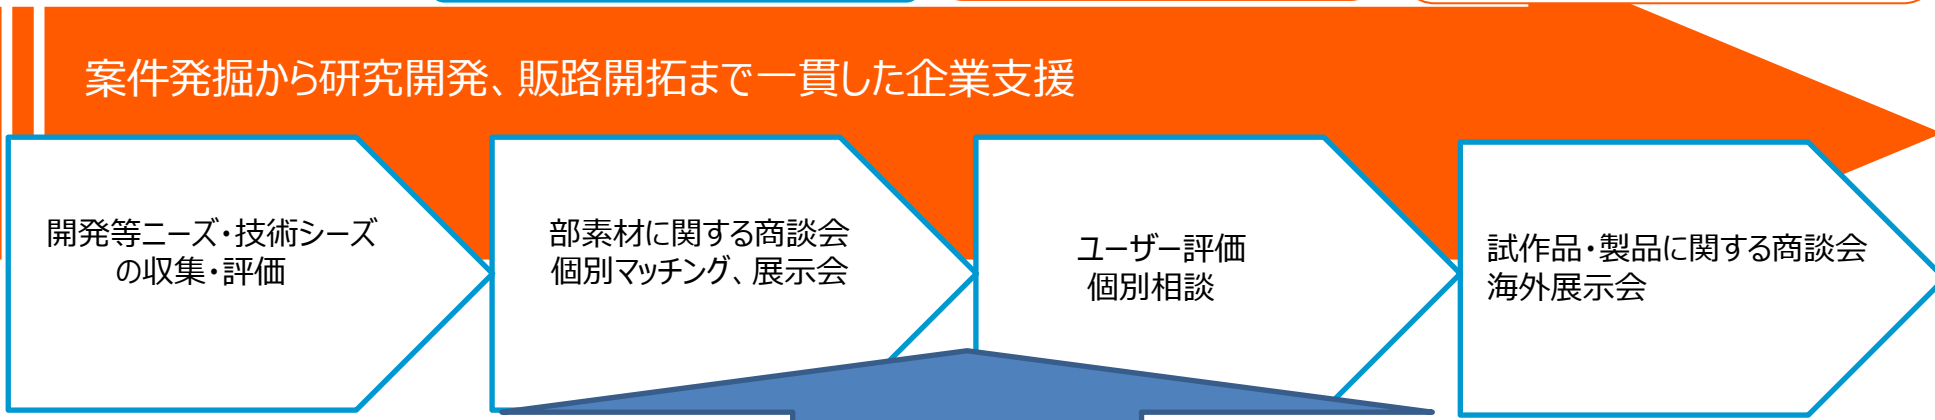 案件発掘から研究開発、販路開拓まで一貫した企業支援
開発等ニーズ・技術シーズ
の収集・評価
部素材に関する商談会
個別マッチング、展示会
ユーザー評価
個別相談
試作品・製品に関する商談会
海外展示会